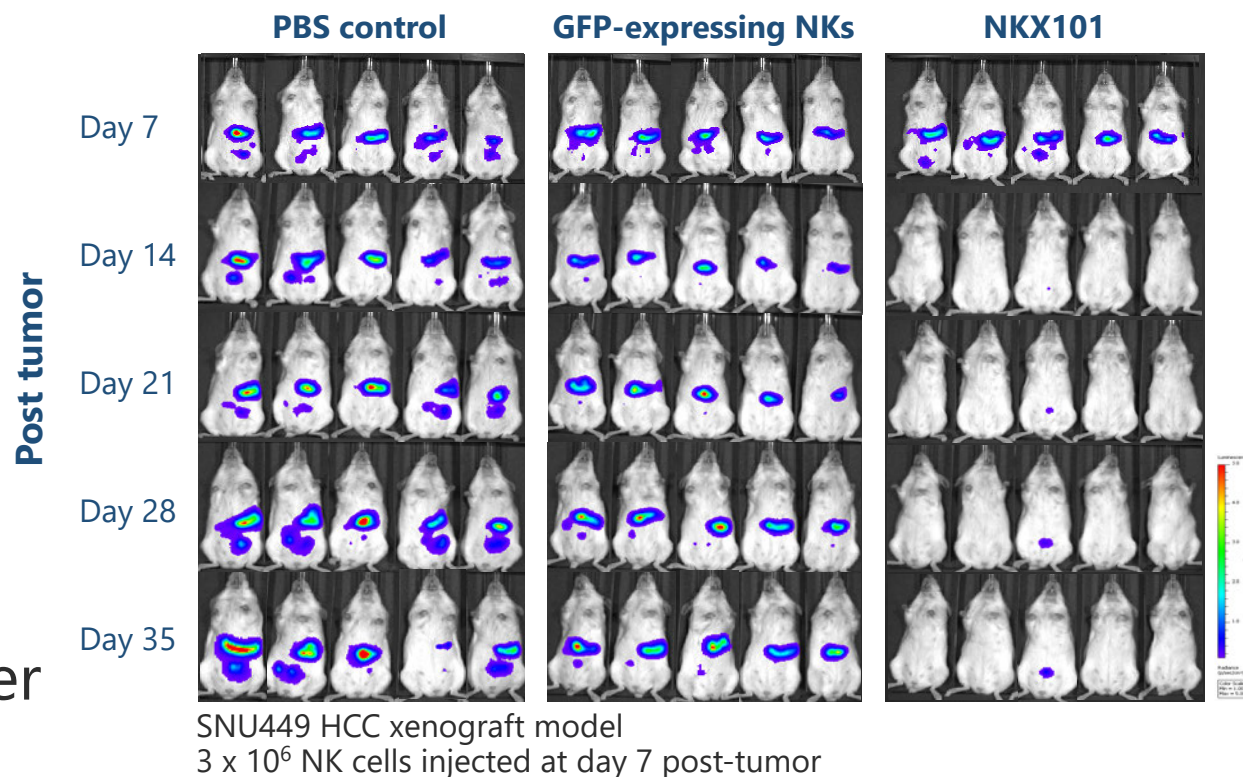 PBS control
GFP-expressing NKs
NKX101
Post tumor
Day 7
Day 14
Day 21
Day 28
Day 35
er
SNU449 HCC xenograft model
3 x 10⁶ NK cells injected at day 7 post-tumor